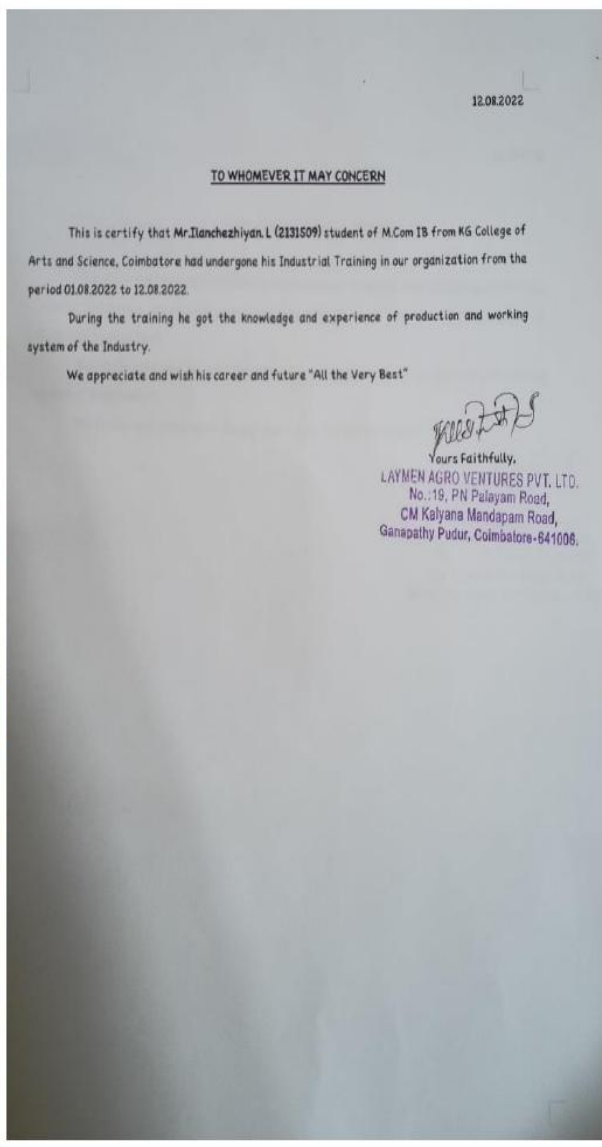 12.08.2022
TO WHOMEVER IT MAY CONCERN
This is certify that Mr.Ilanchezhiyan.L (2131509) student of M.Com IB from KG College of
Arts and Science, Coimbatore had undergone his Industrial Training in our organization from the
period 01.08.2022 to 12.08.2022.
During the training he got the knowledge and experience of production and working
system of the Industry.
We appreciate and wish his career and future "All the Very Best"
Yours Faithfully,
LAYMEN AGRO VENTURES PVT. LTD.
No.:19, PN Palayam Road,
CM Kalyana Mandapam Road,
Ganapathy Pudur, Coimbatore-641006.